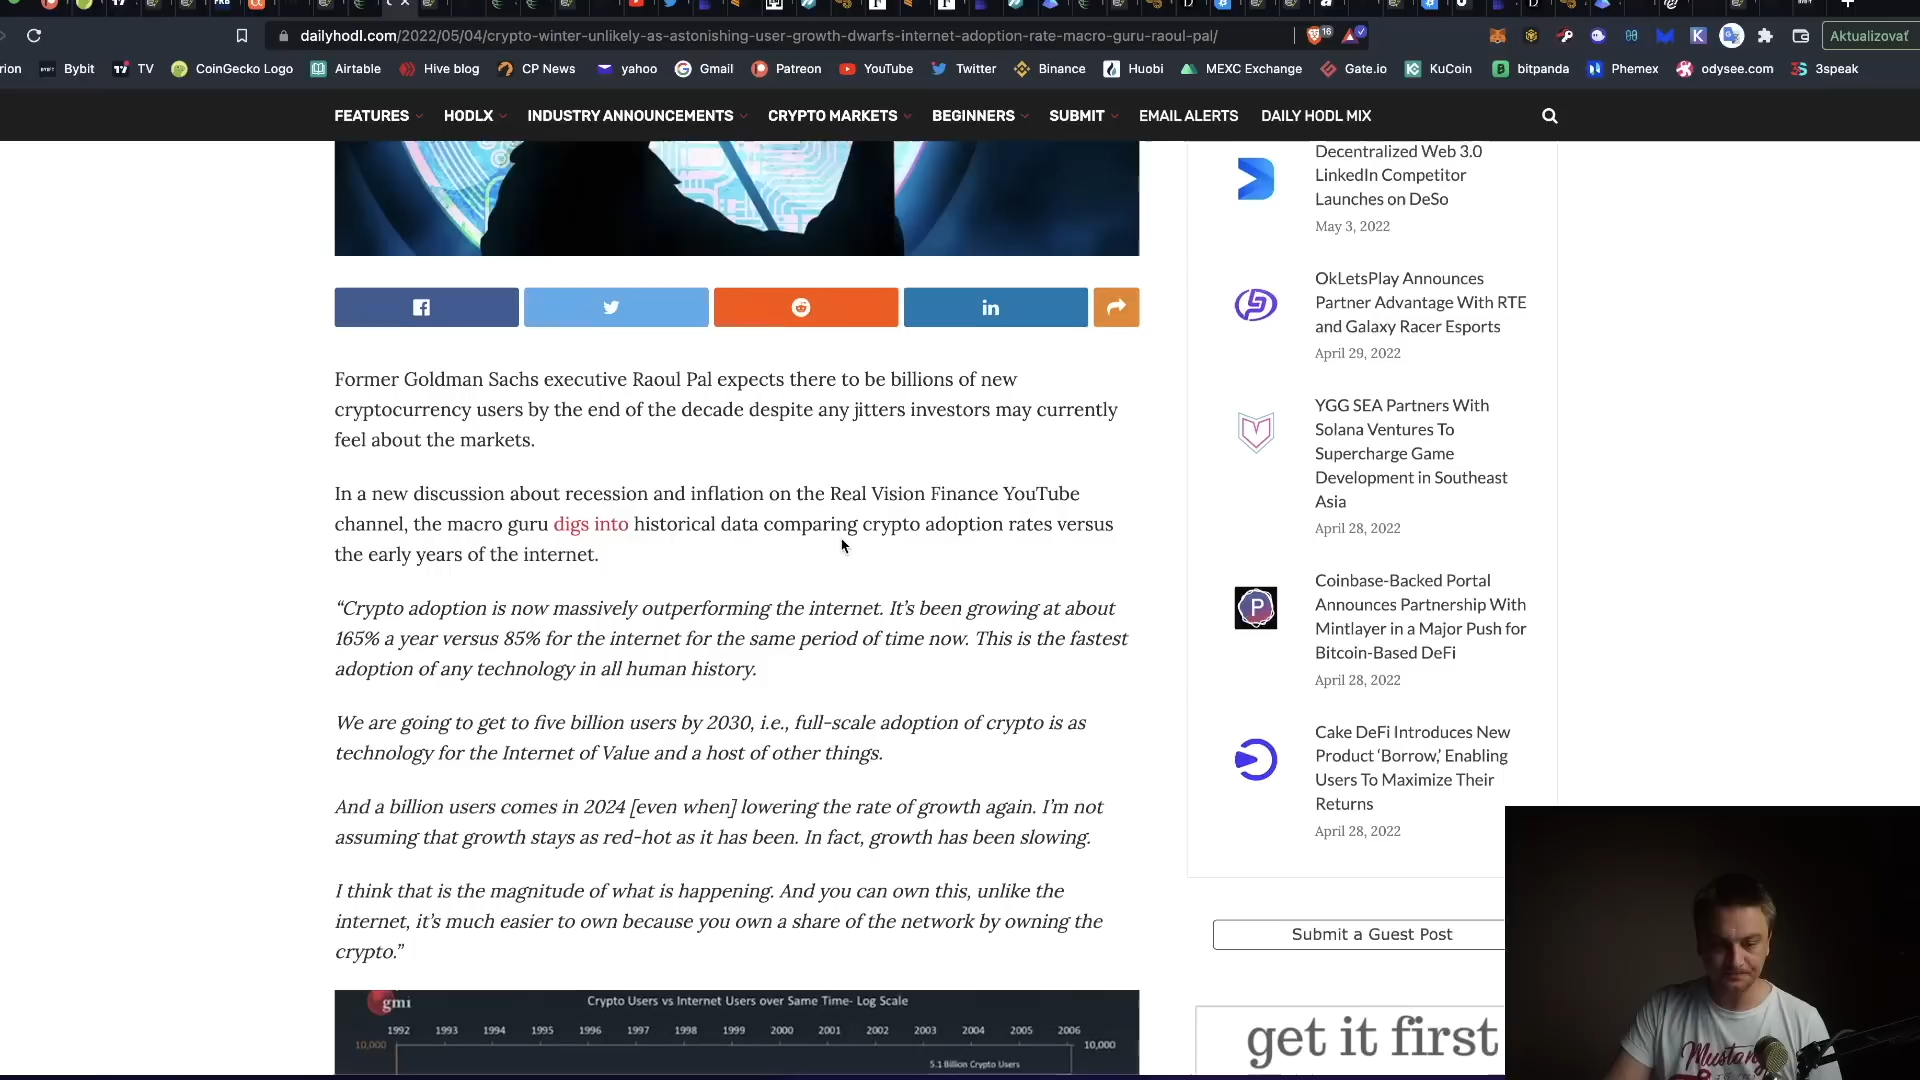 dailyhodl.com/2022/05/04/crypto-winter-unlikely-as-astonishing-user-growth-dwarfs-internet-adoption-rate-macro-guru-raoul-pal/
16
Aktualizovať
rion
Bybit
TV
CoinGecko Logo
Airtable
Hive blog
CP News
yahoo
Gmail
Patreon
YouTube
Twitter
Binance
Huobi
MEXC Exchange
Gate.io
KuCoin
bitpanda
Phemex
odysee.com
3speak
FEATURES
HODLX
INDUSTRY ANNOUNCEMENTS
CRYPTO MARKETS
BEGINNERS
SUBMIT
EMAIL ALERTS
DAILY HODL MIX
Former Goldman Sachs executive Raoul Pal expects there to be billions of new
cryptocurrency users by the end of the decade despite any jitters investors may currently
feel about the markets.
In a new discussion about recession and inflation on the Real Vision Finance YouTube
channel, the macro guru digs into historical data comparing crypto adoption rates versus
the early years of the internet.
“Crypto adoption is now massively outperforming the internet. It’s been growing at about
165% a year versus 85% for the internet for the same period of time now. This is the fastest
adoption of any technology in all human history.
We are going to get to five billion users by 2030, i.e., full-scale adoption of crypto is as
technology for the Internet of Value and a host of other things.
And a billion users comes in 2024 [even when] lowering the rate of growth again. I’m not
assuming that growth stays as red-hot as it has been. In fact, growth has been slowing.
I think that is the magnitude of what is happening. And you can own this, unlike the
internet, it’s much easier to own because you own a share of the network by owning the
crypto.”
gmi
Crypto Users vs Internet Users over Same Time- Log Scale
1992 1993 1994 1995 1996 1997 1998 1999 2000 2001 2002 2003 2004 2005 2006
10,000
10,000
5.1 Billion Crypto Users
Decentralized Web 3.0
LinkedIn Competitor
Launches on DeSo
May 3, 2022
OkLetsPlay Announces
Partner Advantage With RTE
and Galaxy Racer Esports
April 29, 2022
YGG SEA Partners With
Solana Ventures To
Supercharge Game
Development in Southeast
Asia
April 28, 2022
Coinbase-Backed Portal
Announces Partnership With
Mintlayer in a Major Push for
Bitcoin-Based DeFi
April 28, 2022
Cake DeFi Introduces New
Product ‘Borrow,’ Enabling
Users To Maximize Their
Returns
April 28, 2022
Submit a Guest Post
get it first
Mustang